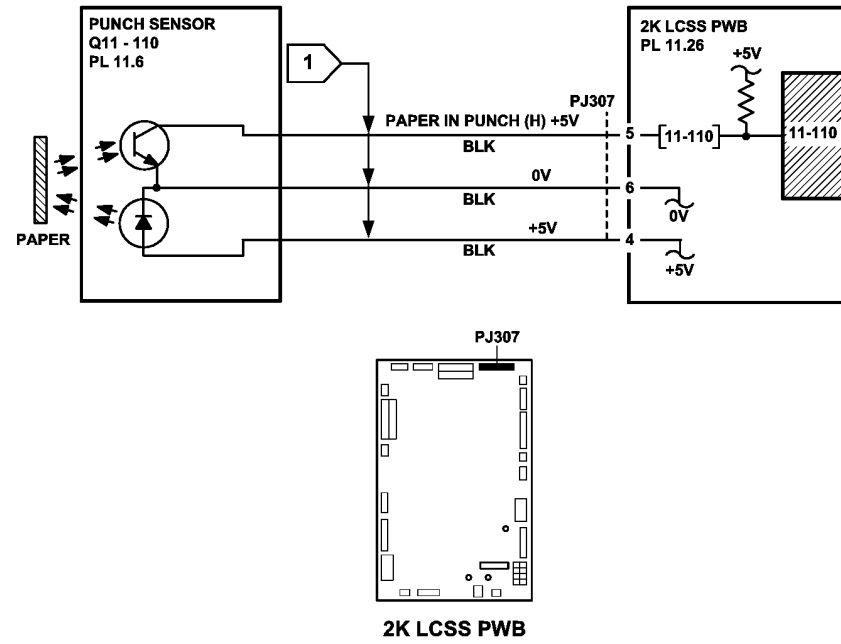 PUNCH SENSOR
Q11 - 110
PL 11.6
1
2K LCSS PWB
PL 11.26
+5V
PJ307
PAPER IN PUNCH (H) +5V
5
[11-110]
11-110
BLK
0V
6
BLK
0V
+5V
4
BLK
+5V
PAPER
PJ307
2K LCSS PWB